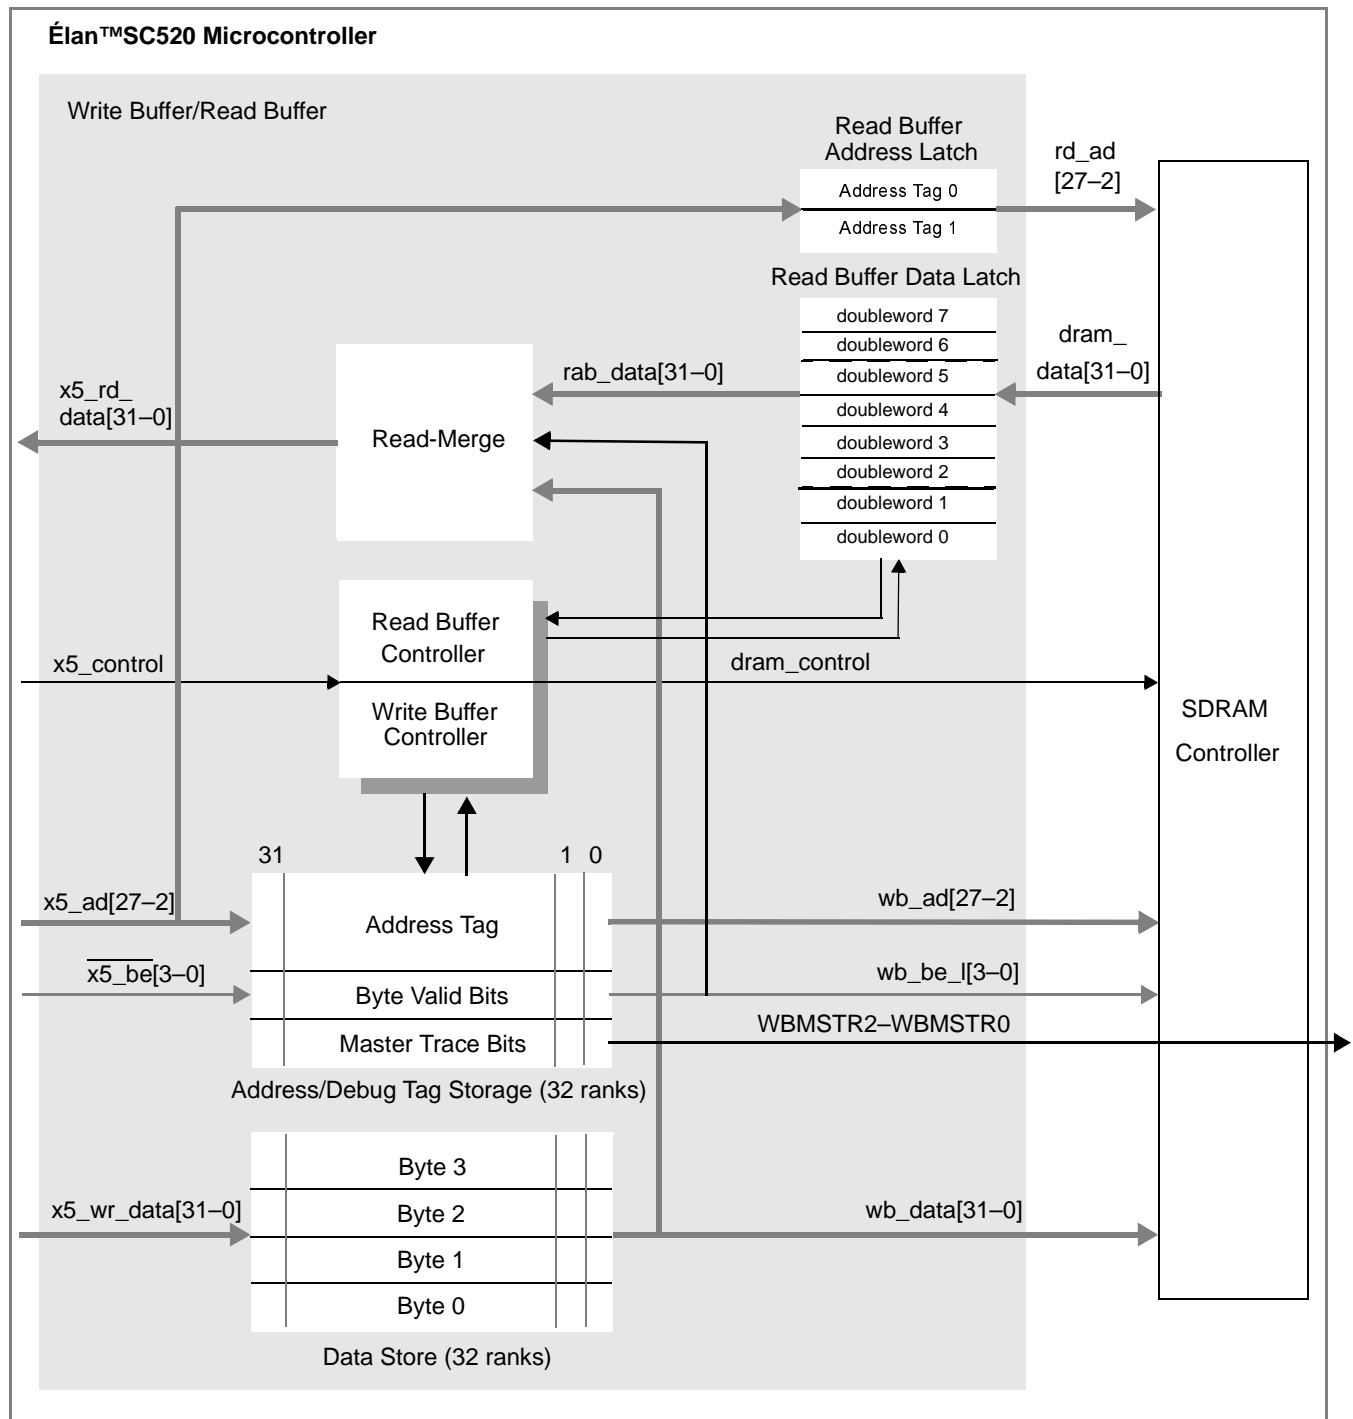 Élan™SC520 Microcontroller
Write Buffer/Read Buffer
Read Buffer
Address Latch
rd_ad
[27–2]
Address Tag 0
Address Tag 1
Read Buffer Data Latch
doubleword 7
doubleword 6
doubleword 5
doubleword 4
doubleword 3
doubleword 2
doubleword 1
doubleword 0
dram_
data[31–0]
rab_data[31–0]
x5_rd_
data[31–0]
Read-Merge
Read Buffer
Controller
Write Buffer
Controller
x5_control
dram_control
SDRAM
Controller
31
1
0
x5_ad[27–2]
Address Tag
wb_ad[27–2]
x5_be[3–0]
Byte Valid Bits
wb_be_l[3–0]
Master Trace Bits
WBMSTR2–WBMSTR0
Address/Debug Tag Storage (32 ranks)
Byte 3
x5_wr_data[31–0]
Byte 2
wb_data[31–0]
Byte 1
Byte 0
Data Store (32 ranks)